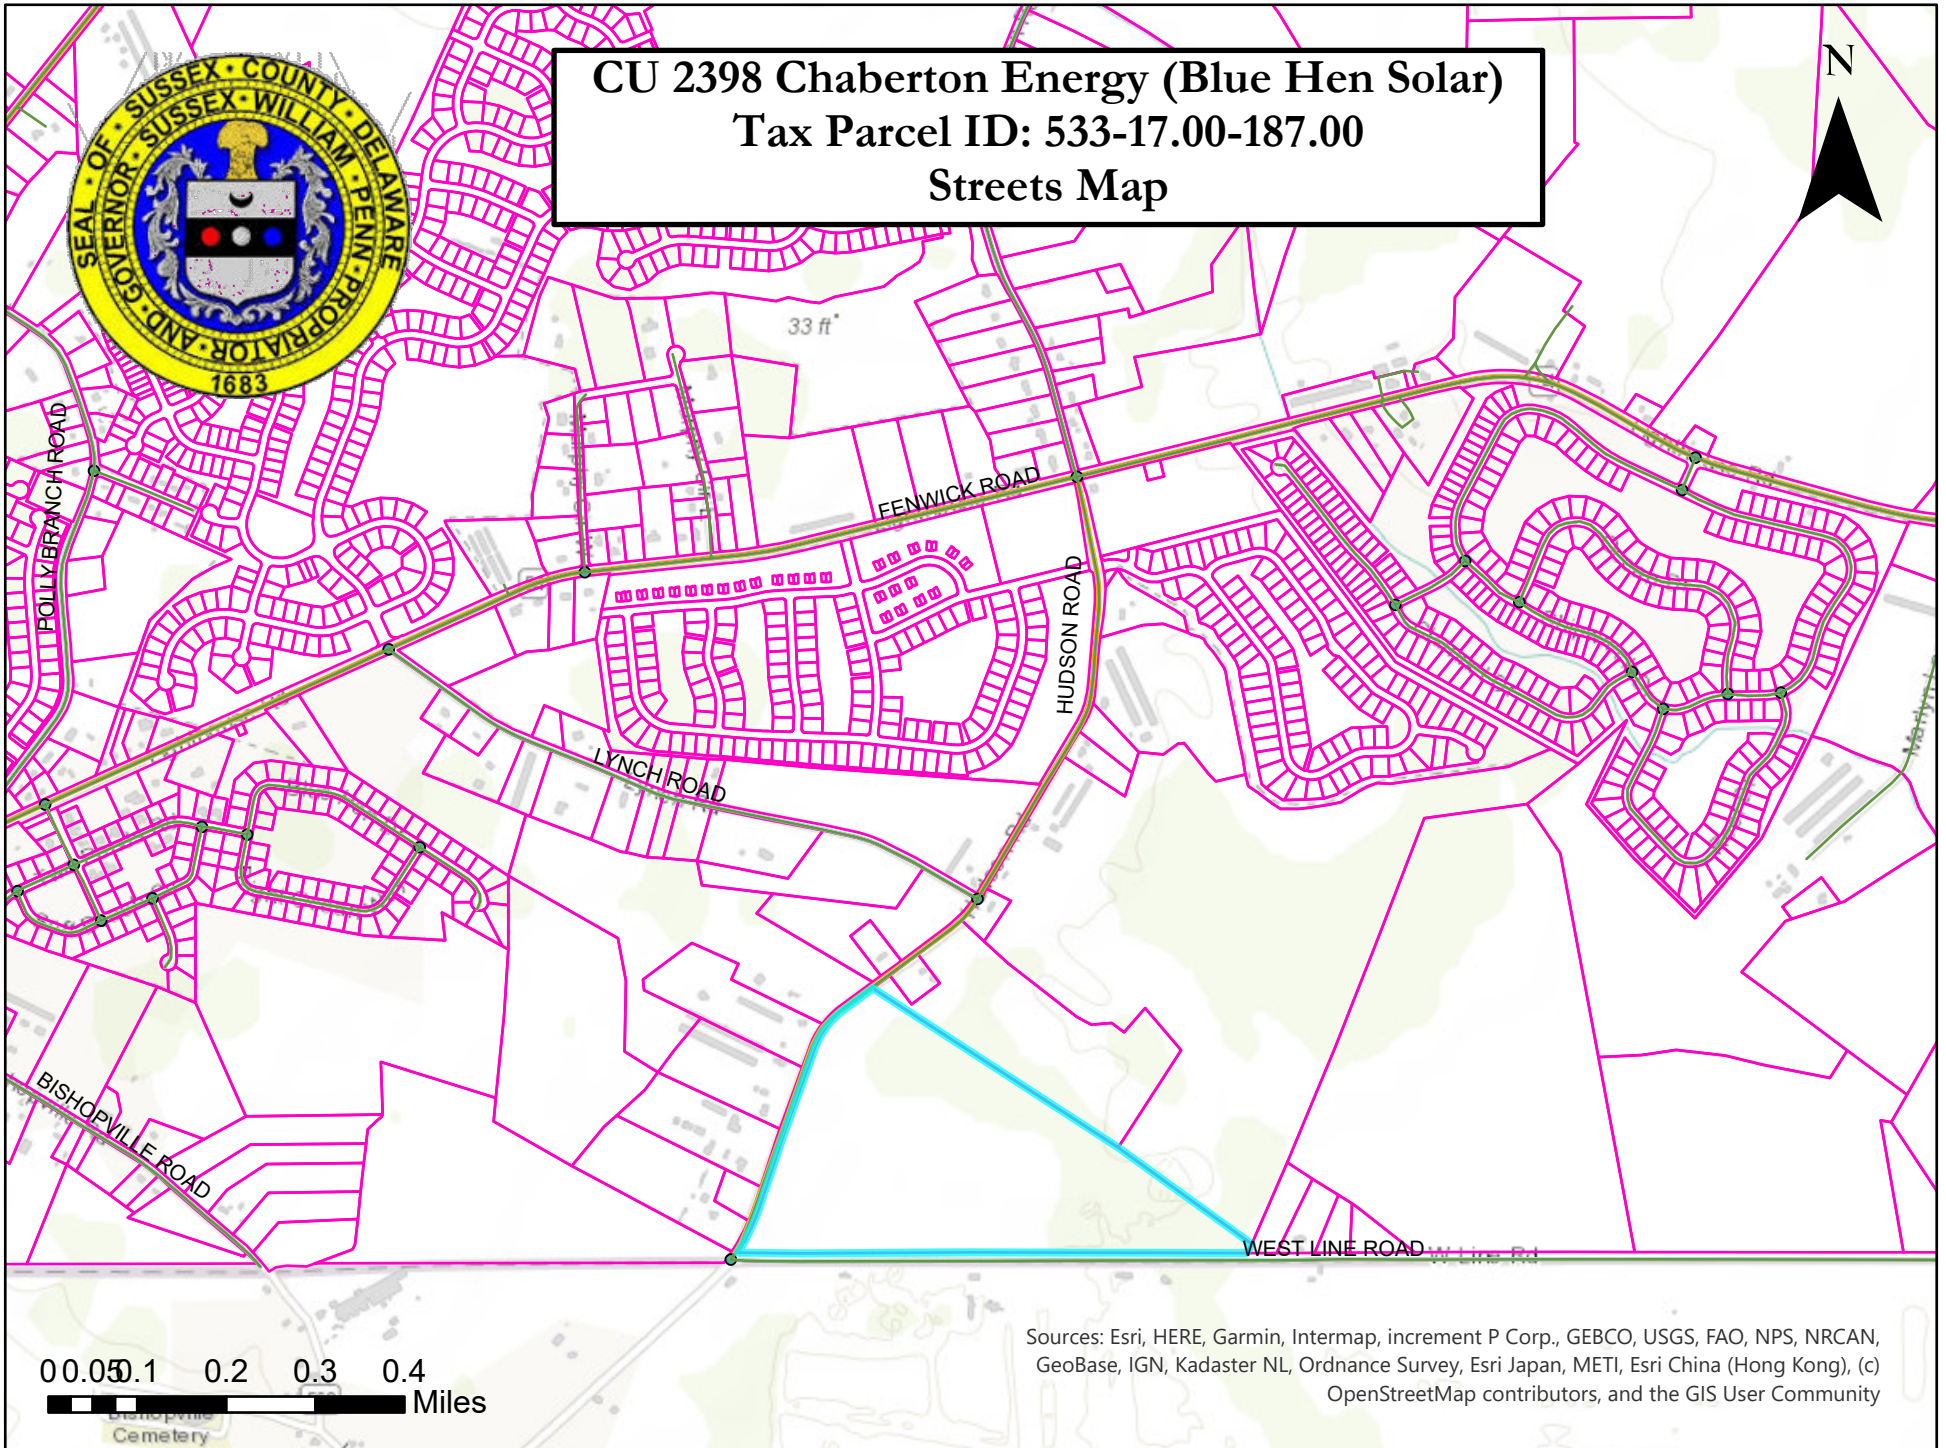 CU 2398 Chaberton Energy (Blue Hen Solar)
Tax Parcel ID: 533-17.00-187.00
Streets Map
N
SEAL · OF · SUSSEX · COUNTY · DELAWARE
GOVERNOR · SUSSEX · WILLIAM · PENN · PROPRIATOR · AND
1683
33 ft
POLLYBRANCH ROAD
FENWICK ROAD
HUDSON ROAD
LYNCH ROAD
BISHOPVILLE ROAD
WEST LINE ROAD
W Line Rd
Sources: Esri, HERE, Garmin, Intermap, increment P Corp., GEBCO, USGS, FAO, NPS, NRCAN,
GeoBase, IGN, Kadaster NL, Ordnance Survey, Esri Japan, METI, Esri China (Hong Kong), (c)
OpenStreetMap contributors, and the GIS User Community
0 0.05 0.1 0.2 0.3 0.4
Miles
Bishopville
Cemetery